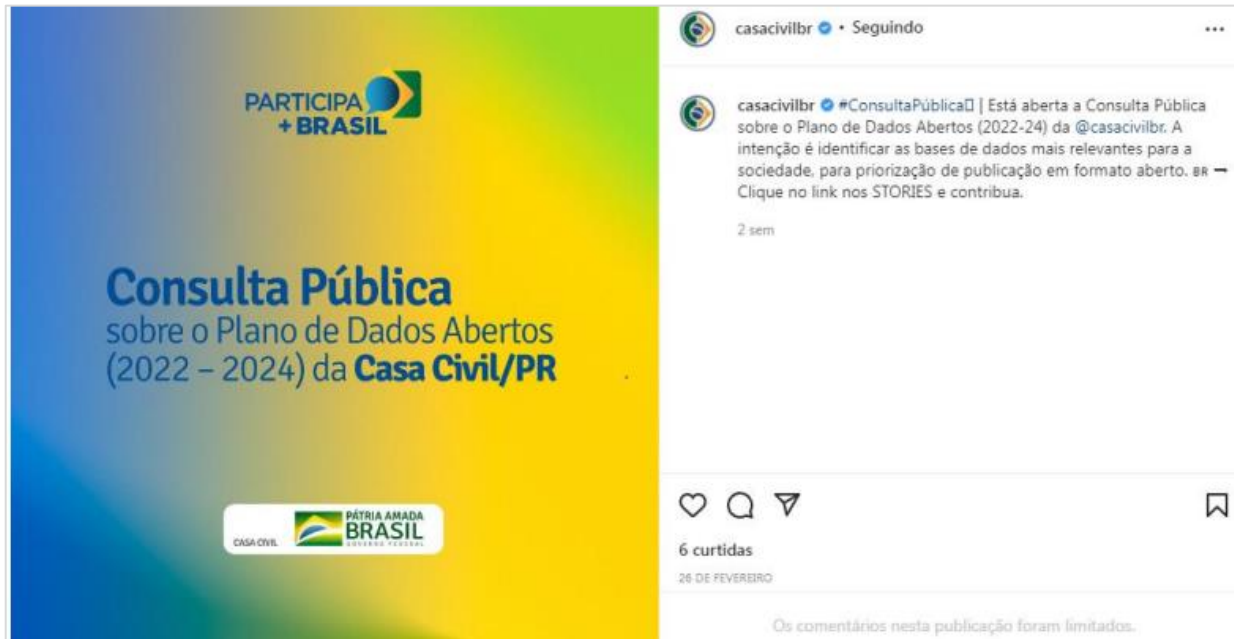 PARTICIPA
+ BRASIL
Consulta Pública
sobre o Plano de Dados Abertos
(2022 – 2024) da Casa Civil/PR
CASA CIVIL
PÁTRIA AMADA
BRASIL
GOVERNO FEDERAL
casacivilbr • Seguindo
casacivilbr #ConsultaPública▯ | Está aberta a Consulta Pública
sobre o Plano de Dados Abertos (2022-24) da @casacivilbr. A
intenção é identificar as bases de dados mais relevantes para a
sociedade, para priorização de publicação em formato aberto. BR ➞
Clique no link nos STORIES e contribua.
2 sem
6 curtidas
26 DE FEVEREIRO
Os comentários nesta publicação foram limitados.